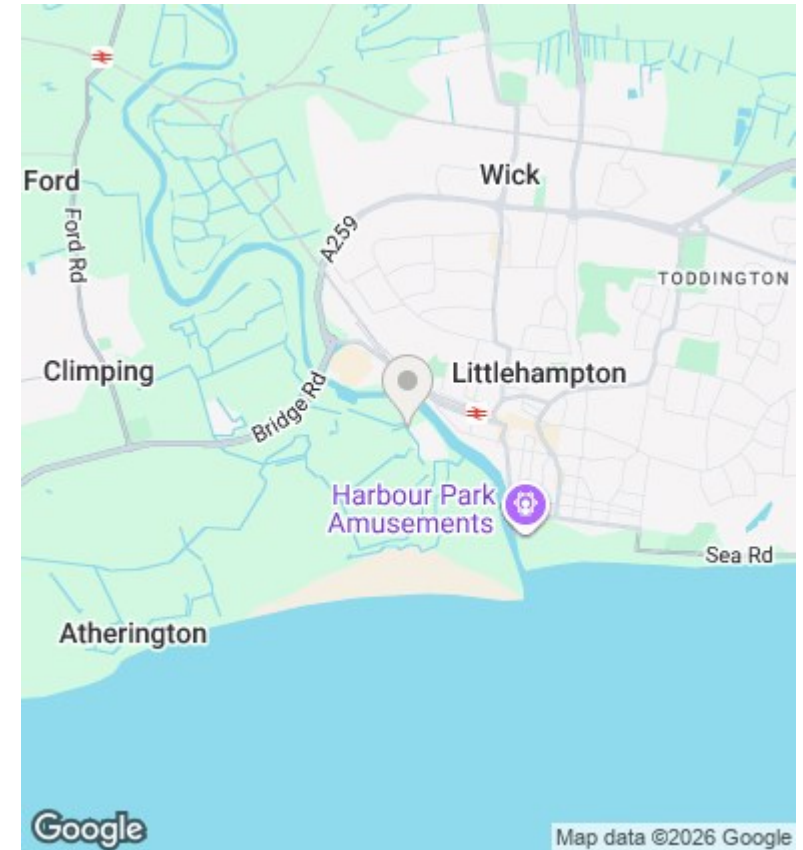 Wick
Ford
Ford Rd
A259
TODDINGTON
Climping
Littlehampton
Bridge Rd
Harbour Park
Amusements
Sea Rd
Atherington
Google
Map data ©2026 Google